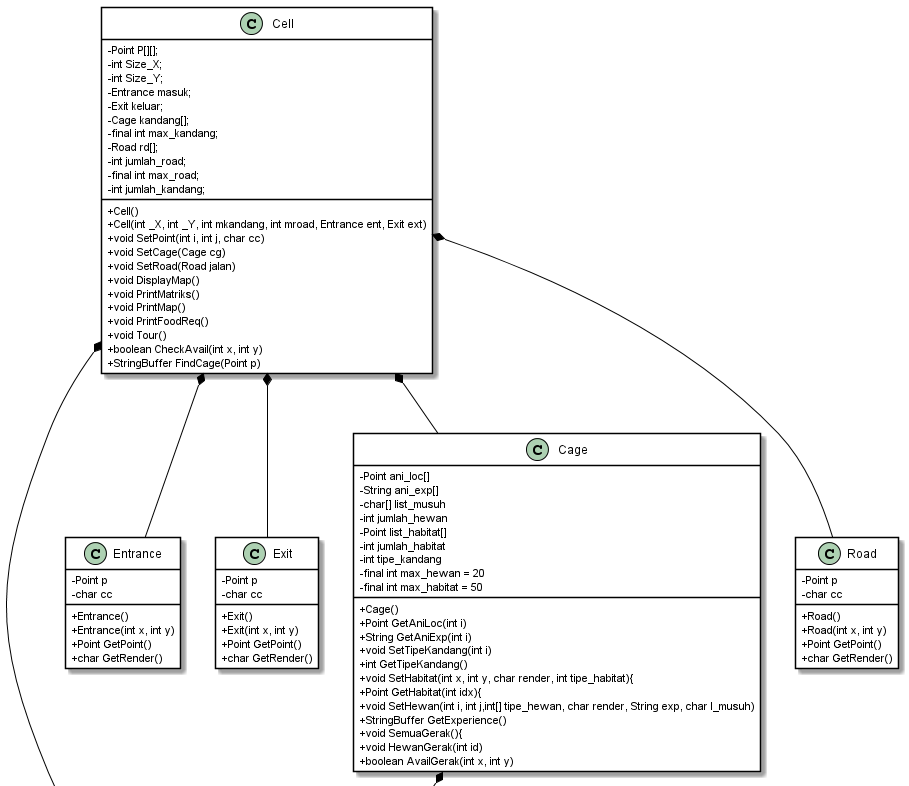 C Cell
-Point P[][];
-int Size_X;
-int Size_Y;
-Entrance masuk;
-Exit keluar;
-Cage kandang[];
-final int max_kandang;
-Road rd[];
-int jumlah_road;
-final int max_road;
-int jumlah_kandang;
+Cell()
+Cell(int _X, int _Y, int mkandang, int mroad, Entrance ent, Exit ext)
+void SetPoint(int i, int j, char cc)
+void SetCage(Cage cg)
+void SetRoad(Road jalan)
+void DisplayMap()
+void PrintMatriks()
+void PrintMap()
+void PrintFoodReq()
+void Tour()
+boolean CheckAvail(int x, int y)
+StringBuffer FindCage(Point p)
C Entrance
-Point p
-char cc
+Entrance()
+Entrance(int x, int y)
+Point GetPoint()
+char GetRender()
C Exit
-Point p
-char cc
+Exit()
+Exit(int x, int y)
+Point GetPoint()
+char GetRender()
C Cage
-Point ani_loc[]
-String ani_exp[]
-char[] list_musuh
-int jumlah_hewan
-Point list_habitat[]
-int jumlah_habitat
-int tipe_kandang
-final int max_hewan = 20
-final int max_habitat = 50
+Cage()
+Point GetAniLoc(int i)
+String GetAniExp(int i)
+void SetTipeKandang(int i)
+int GetTipeKandang()
+void SetHabitat(int x, int y, char render, int tipe_habitat){
+Point GetHabitat(int idx){
+void SetHewan(int i, int j,int[] tipe_hewan, char render, String exp, char l_musuh)
+StringBuffer GetExperience()
+void SemuaGerak(){
+void HewanGerak(int id)
+boolean AvailGerak(int x, int y)
C Road
-Point p
-char cc
+Road()
+Road(int x, int y)
+Point GetPoint()
+char GetRender()